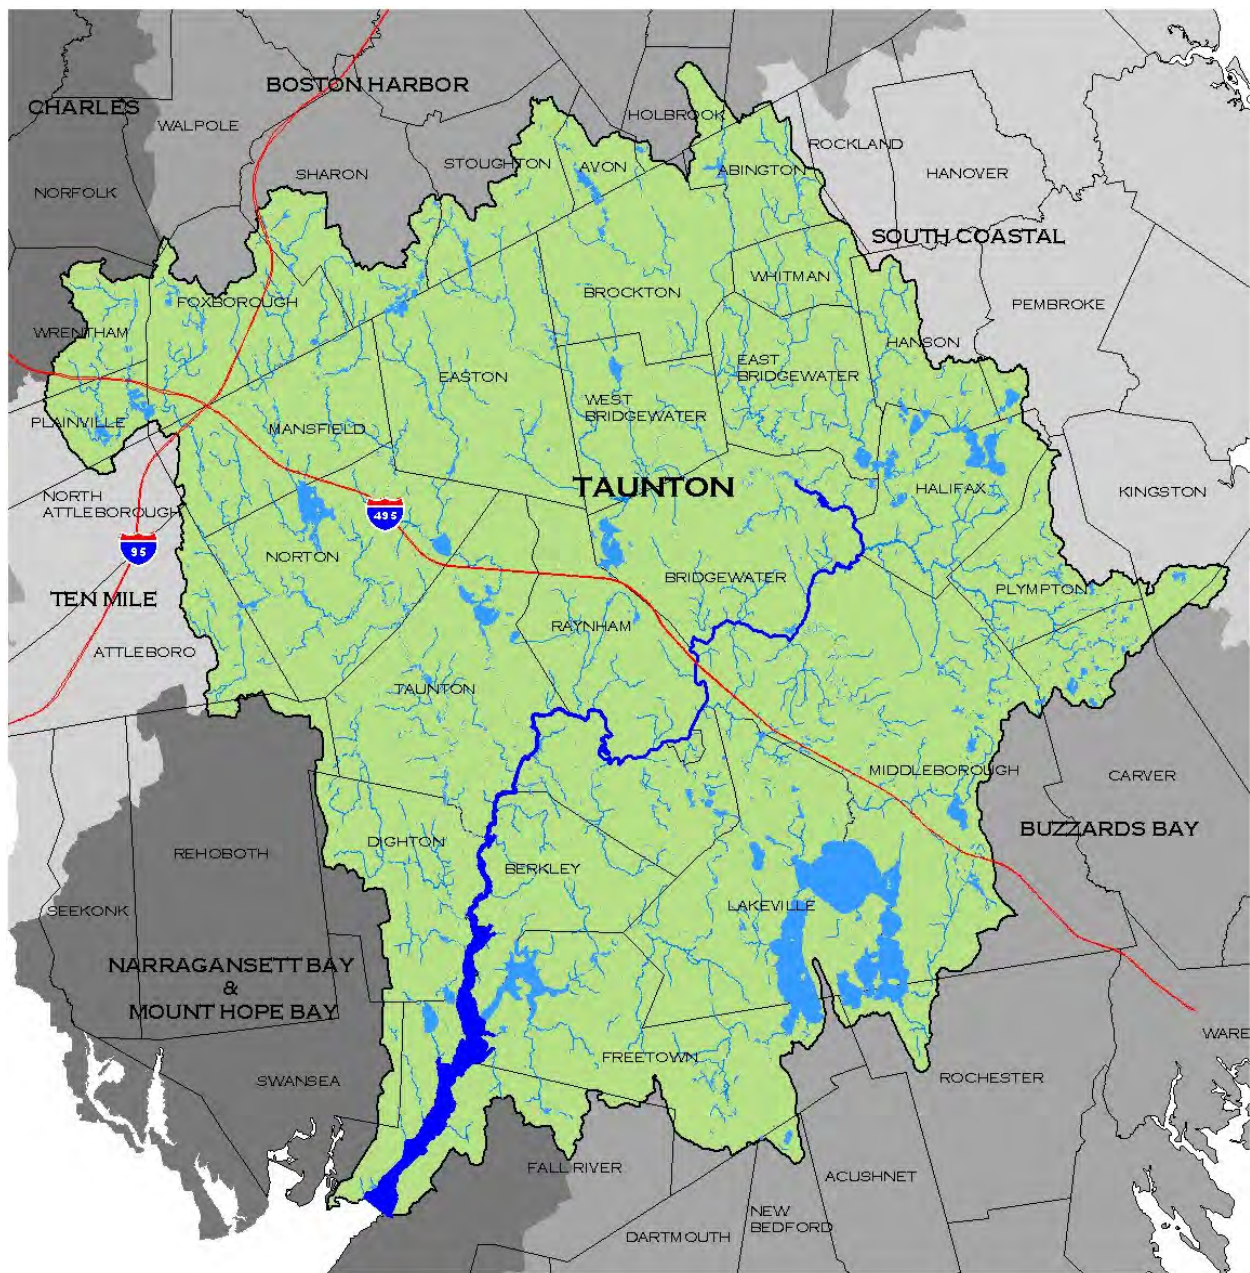 BOSTON HARBOR
CHARLES
HOLBROOK
WALPOLE
ROCKLAND
STOUGHTON
AVON
ABINGTON
SHARON
HANOVER
NORFOLK
SOUTH COASTAL
WHITMAN
BROCKTON
FOXBOROUGH
PEMBROKE
WRENTHAM
HANSON
EAST
BRIDGEWATER
EASTON
WEST
BRIDGEWATER
PLAINVILLE
MANSFIELD
TAUNTON
HALIFAX
KINGSTON
NORTH
ATTLEBOROUGH
495
95
NORTON
BRIDGEWATER
PLYMPTON
TEN MILE
RAYNHAM
ATTLEBORO
TAUNTON
MIDDLEBOROUGH
CARVER
BUZZARDS BAY
DIGHTON
REHOBOTH
BERKLEY
LAKEVILLE
SEEKONK
NARRAGANSETT BAY
&
MOUNT HOPE BAY
WARE
FREETOWN
SWANSEA
ROCHESTER
FALL RIVER
ACUSHNET
NEW
BEDFORD
DARTMOUTH